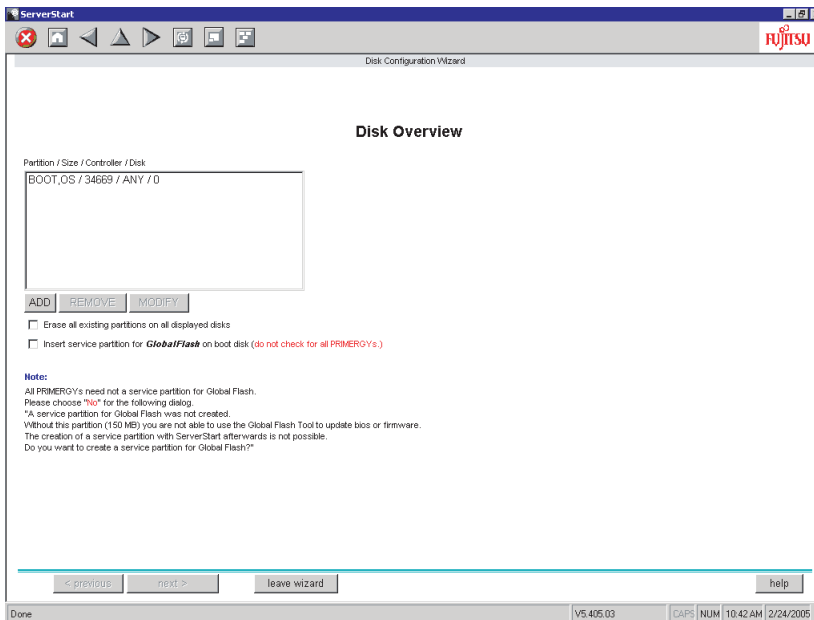 ServerStart
FUJITSU
Disk Configuration Wizard
Disk Overview
Partition / Size / Controller / Disk
BOOT,OS / 34669 / ANY / 0
ADD REMOVE MODIFY
Erase all existing partitions on all displayed disks
Insert service partition for GlobalFlash on boot disk (do not check for all PRIMERGYs.)
Note:
All PRIMERGYs need not a service partition for Global Flash.
Please choose "No" for the following dialog.
"A service partition for Global Flash was not created.
Without this partition (150 MB) you are not able to use the Global Flash Tool to update bios or firmware.
The creation of a service partition with ServerStart afterwards is not possible.
Do you want to create a service partition for Global Flash?"
< previous next > leave wizard help
Done V5.405.03 CAPS NUM 10:42 AM 2/24/2005